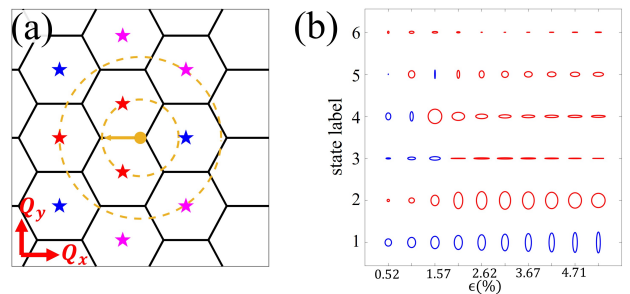 (a)
Q_y
Q_x
(b)
state label
6
5
4
3
2
1
0.52 1.57 2.62 3.67 4.71
ϵ(%)